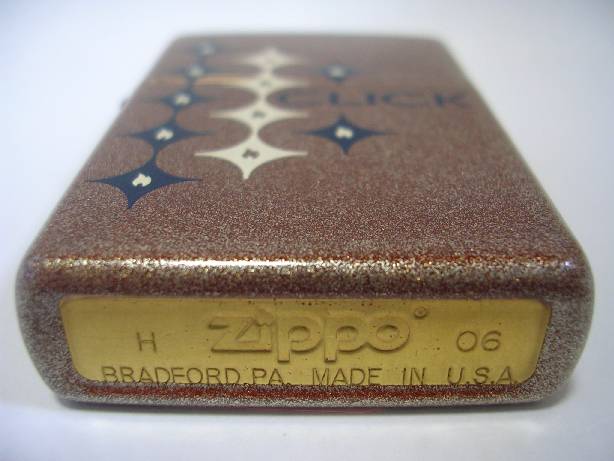 CLICK
H zippo® 06
BRADFORD,PA. MADE IN U.S.A.